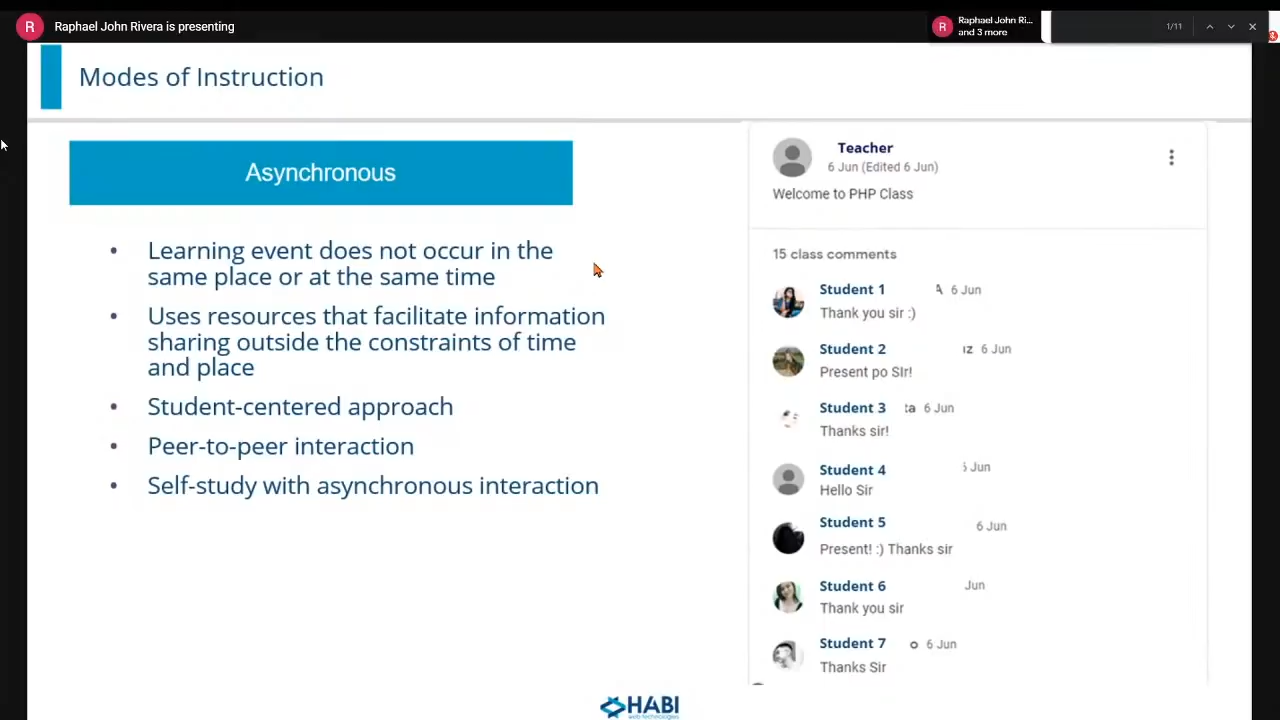 R
Raphael John Rivera is presenting
R
Raphael John Ri...
and 3 more
1/11
Modes of Instruction
Asynchronous
• Learning event does not occur in the
same place or at the same time
• Uses resources that facilitate information
sharing outside the constraints of time
and place
• Student-centered approach
• Peer-to-peer interaction
• Self-study with asynchronous interaction
Teacher
6 Jun (Edited 6 Jun)
Welcome to PHP Class
15 class comments
Student 1 A 6 Jun
Thank you sir :)
Student 2 ız 6 Jun
Present po SIr!
Student 3 ta 6 Jun
Thanks sir!
Student 4 6 Jun
Hello Sir
Student 5 6 Jun
Present! :) Thanks sir
Student 6 Jun
Thank you sir
Student 7 o 6 Jun
Thanks Sir
HABI
web technologies